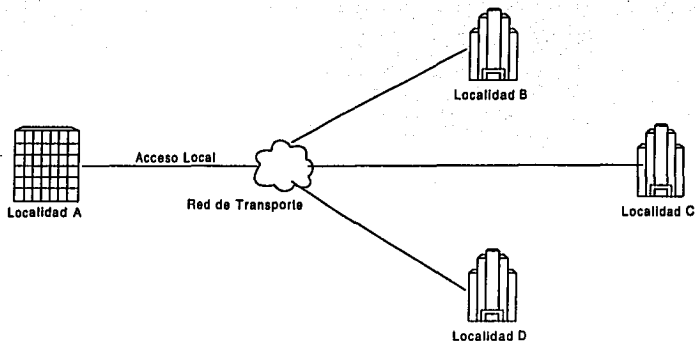 Localidad B
Acceso Local
Localidad A
Red de Transporte
Localidad C
Localidad D